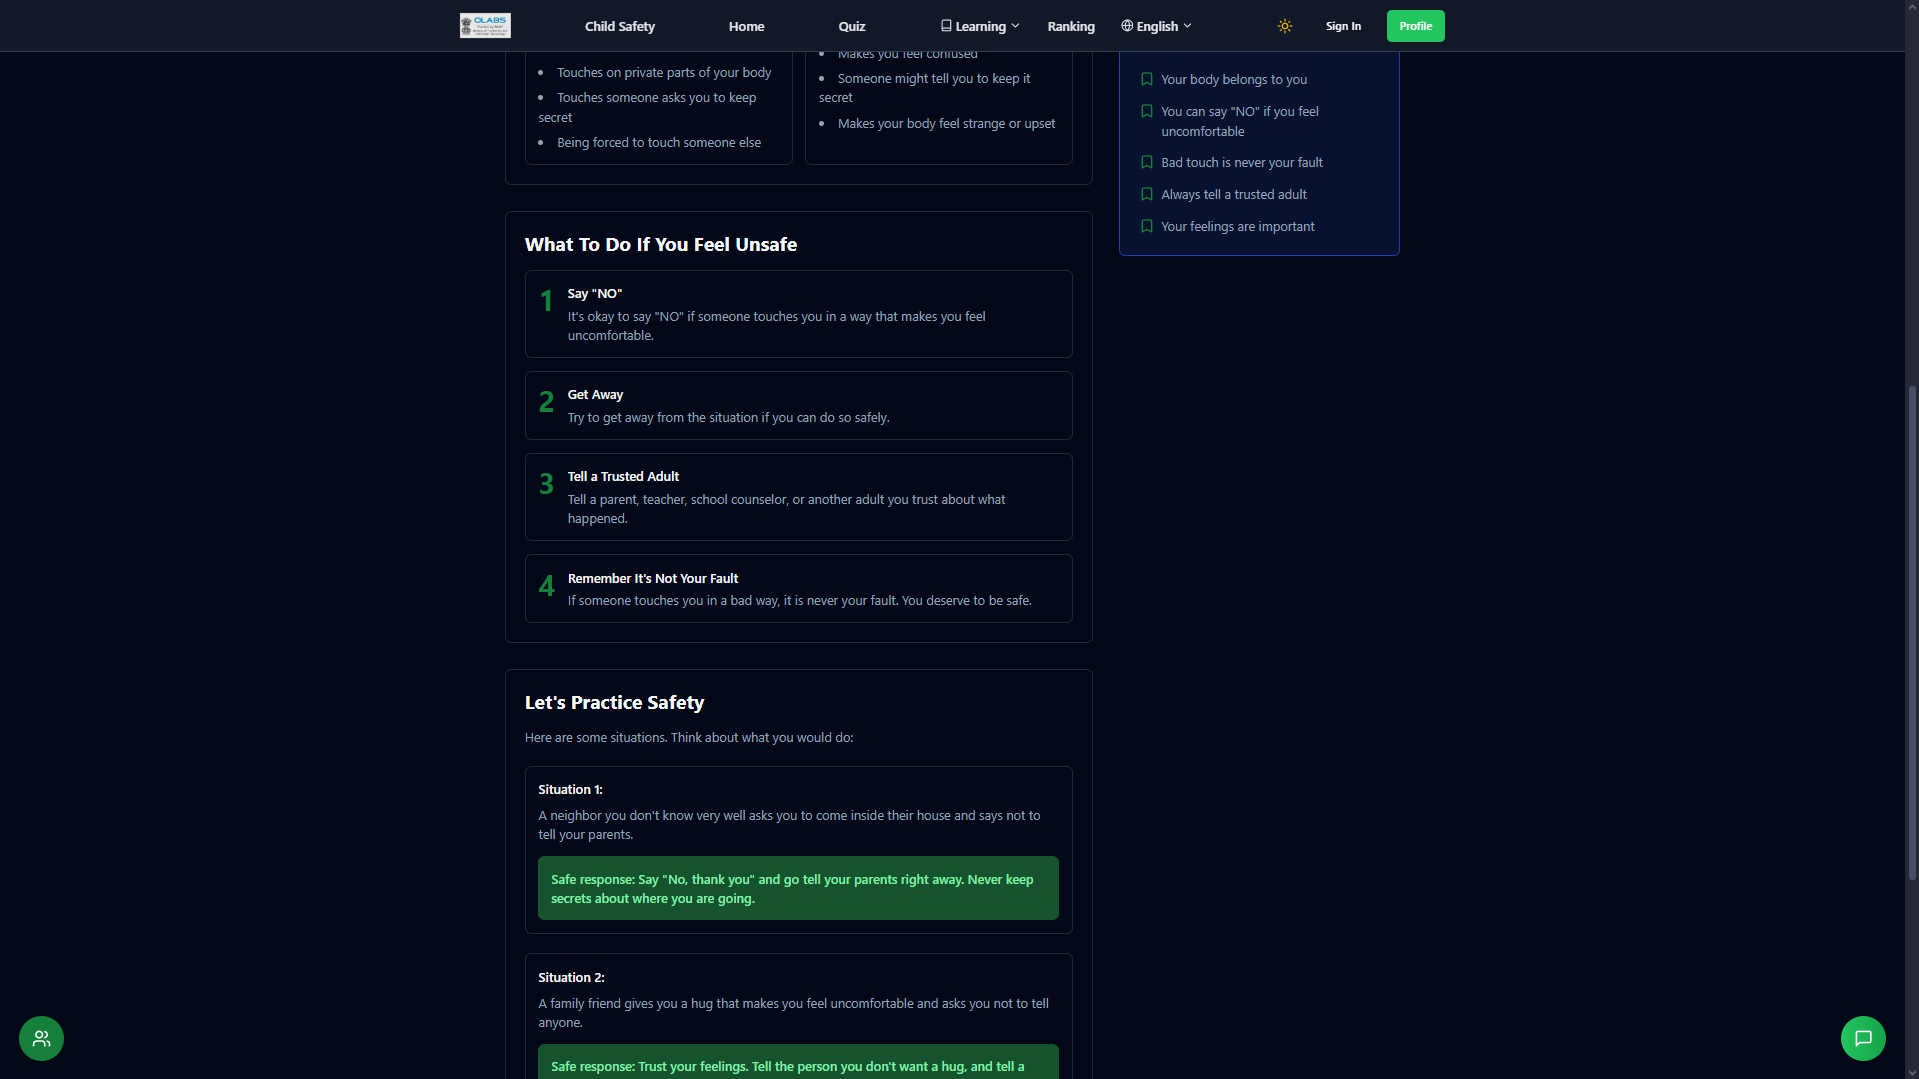 OLABS
Child Safety
Home
Quiz
Learning
Ranking
English
Sign In
Profile
Touches on private parts of your body
Touches someone asks you to keep
secret
Being forced to touch someone else
Makes you feel confused
Someone might tell you to keep it
secret
Makes your body feel strange or upset
Your body belongs to you
You can say "NO" if you feel
uncomfortable
Bad touch is never your fault
Always tell a trusted adult
Your feelings are important
What To Do If You Feel Unsafe
1
Say "NO"
It's okay to say "NO" if someone touches you in a way that makes you feel
uncomfortable.
2
Get Away
Try to get away from the situation if you can do so safely.
3
Tell a Trusted Adult
Tell a parent, teacher, school counselor, or another adult you trust about what
happened.
4
Remember It's Not Your Fault
If someone touches you in a bad way, it is never your fault. You deserve to be safe.
Let's Practice Safety
Here are some situations. Think about what you would do:
Situation 1:
A neighbor you don't know very well asks you to come inside their house and says not to
tell your parents.
Safe response: Say "No, thank you" and go tell your parents right away. Never keep
secrets about where you are going.
Situation 2:
A family friend gives you a hug that makes you feel uncomfortable and asks you not to tell
anyone.
Safe response: Trust your feelings. Tell the person you don't want a hug, and tell a